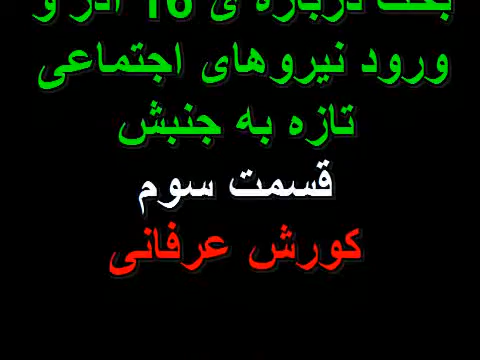 بحث درباره ی 16 آذر و
ورود نیروهای اجتماعی
تازه به جنبش
قسمت سوم
کورش عرفانی